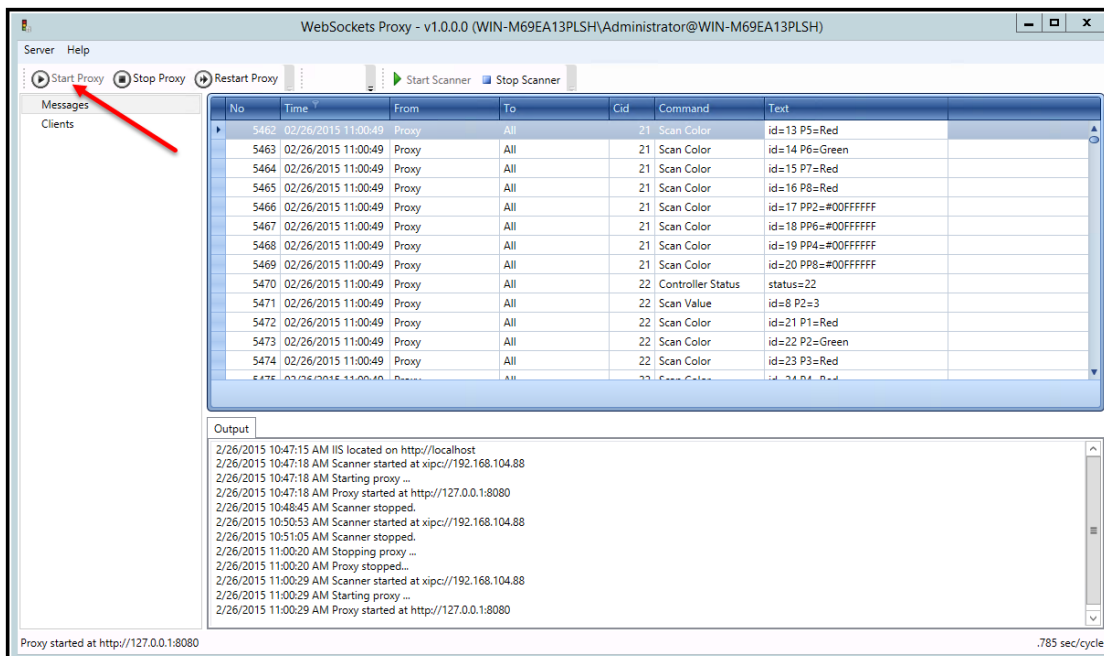 WebSockets Proxy - v1.0.0.0 (WIN-M69EA13PLSH\Administrator@WIN-M69EA13PLSH)
Server Help
Start Proxy Stop Proxy Restart Proxy Start Scanner Stop Scanner
Messages
Clients
No Time From To Cid Command Text
5462 02/26/2015 11:00:49 Proxy All 21 Scan Color id=13 P5=Red
5463 02/26/2015 11:00:49 Proxy All 21 Scan Color id=14 P6=Green
5464 02/26/2015 11:00:49 Proxy All 21 Scan Color id=15 P7=Red
5465 02/26/2015 11:00:49 Proxy All 21 Scan Color id=16 P8=Red
5466 02/26/2015 11:00:49 Proxy All 21 Scan Color id=17 PP2=#00FFFFFF
5467 02/26/2015 11:00:49 Proxy All 21 Scan Color id=18 PP6=#00FFFFFF
5468 02/26/2015 11:00:49 Proxy All 21 Scan Color id=19 PP4=#00FFFFFF
5469 02/26/2015 11:00:49 Proxy All 21 Scan Color id=20 PP8=#00FFFFFF
5470 02/26/2015 11:00:49 Proxy All 22 Controller Status status=22
5471 02/26/2015 11:00:49 Proxy All 22 Scan Value id=8 P2=3
5472 02/26/2015 11:00:49 Proxy All 22 Scan Color id=21 P1=Red
5473 02/26/2015 11:00:49 Proxy All 22 Scan Color id=22 P2=Green
5474 02/26/2015 11:00:49 Proxy All 22 Scan Color id=23 P3=Red
5475 02/26/2015 11:00:49 Proxy All 22 Scan Color id=24 P4=Red
Output
2/26/2015 10:47:15 AM IIS located on http://localhost
2/26/2015 10:47:18 AM Scanner started at xipc://192.168.104.88
2/26/2015 10:47:18 AM Starting proxy ...
2/26/2015 10:47:18 AM Proxy started at http://127.0.0.1:8080
2/26/2015 10:48:45 AM Scanner stopped.
2/26/2015 10:50:53 AM Scanner started at xipc://192.168.104.88
2/26/2015 10:51:05 AM Scanner stopped.
2/26/2015 11:00:20 AM Stopping proxy ...
2/26/2015 11:00:20 AM Proxy stopped...
2/26/2015 11:00:29 AM Scanner started at xipc://192.168.104.88
2/26/2015 11:00:29 AM Starting proxy ...
2/26/2015 11:00:29 AM Proxy started at http://127.0.0.1:8080
Proxy started at http://127.0.0.1:8080 .785 sec/cycle